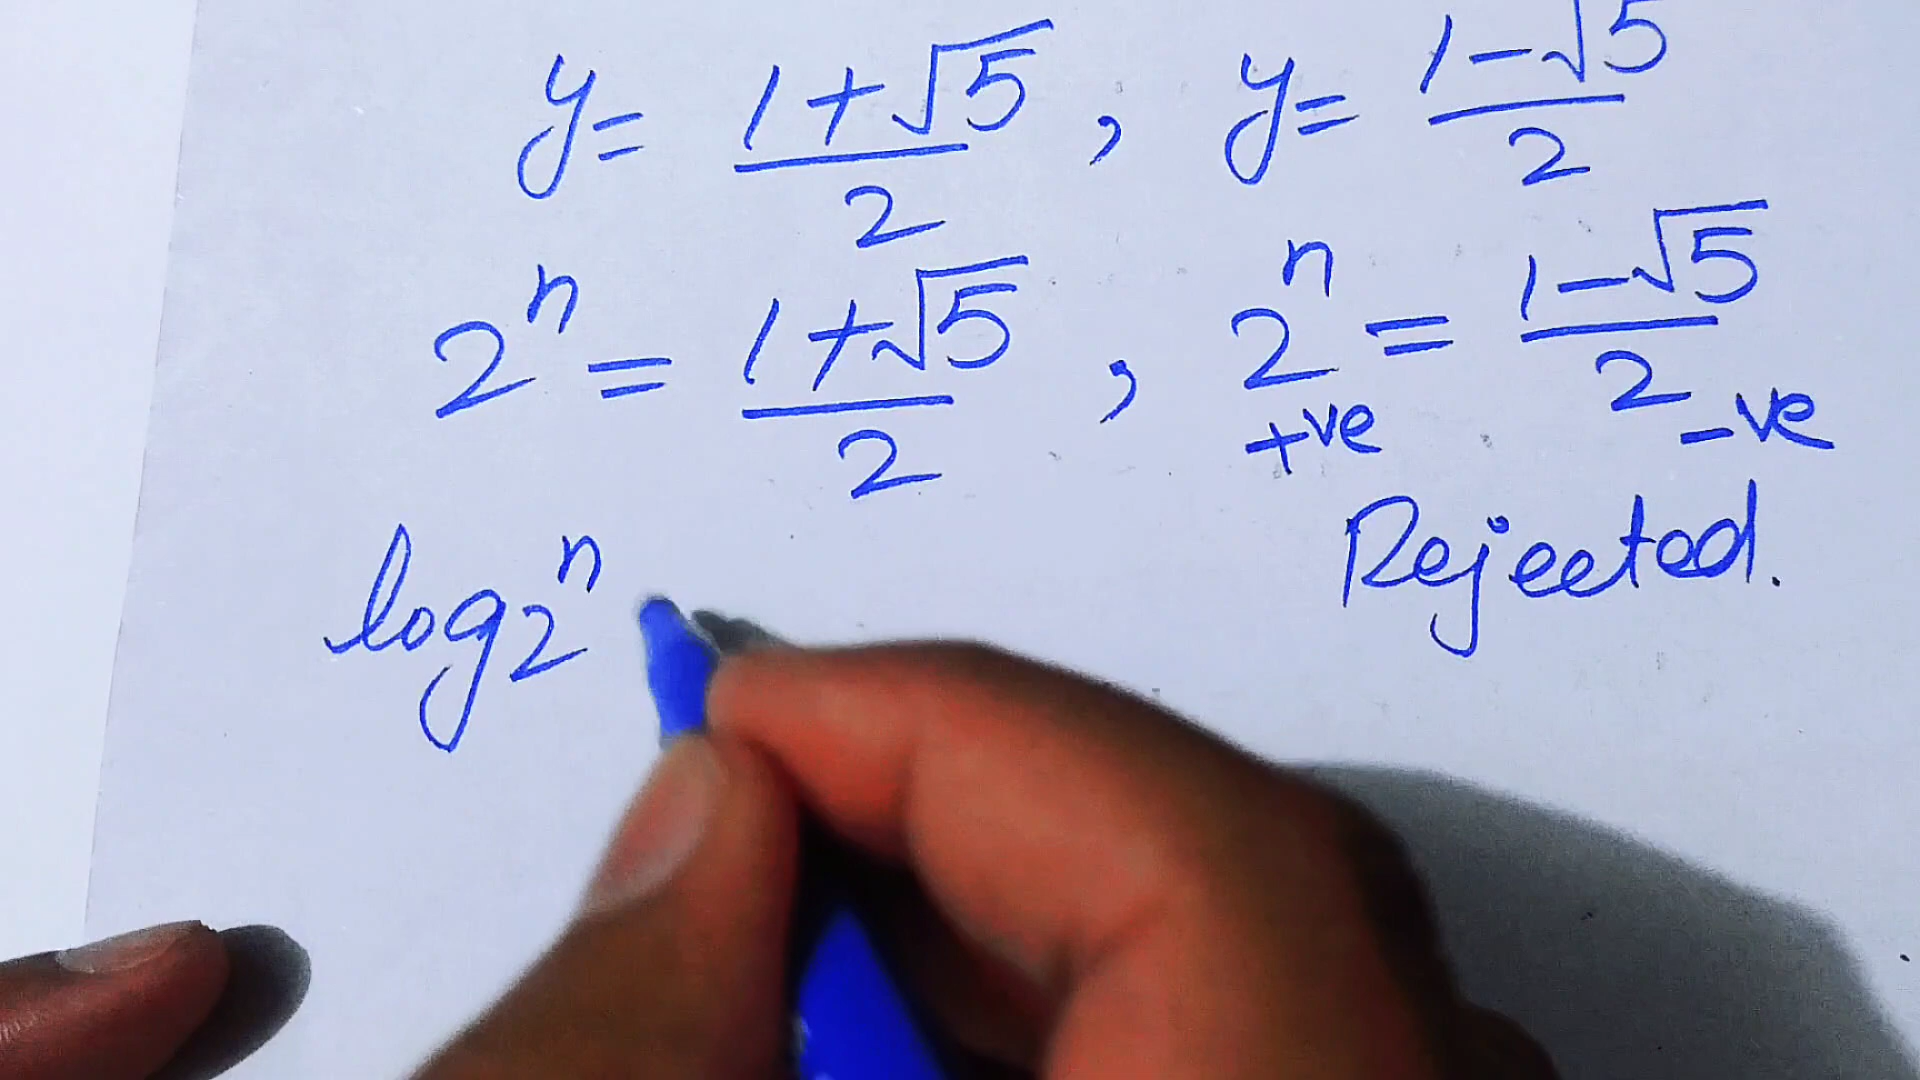 y = (1+√5)/2 , y = (1-√5)/2
2^n = (1+√5)/2 , 2^n = (1-√5)/2
+ve -ve
Rejected.
log2^n